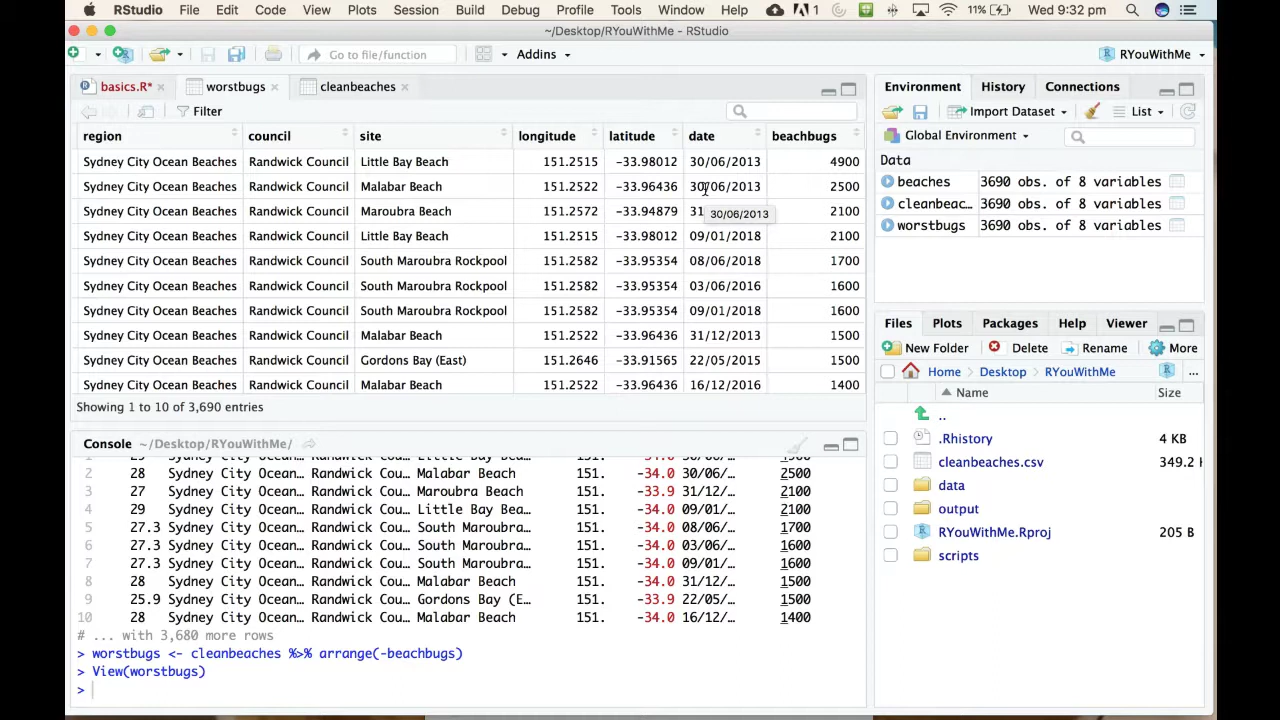 RStudio File Edit Code View Plots Session Build Debug Profile Tools Window Help 1 11% Wed 9:32 pm
~/Desktop/RYouWithMe - RStudio
Go to file/function Addins RYouWithMe
basics.R* worstbugs cleanbeaches
Filter
region council site longitude latitude date beachbugs
Sydney City Ocean Beaches Randwick Council Little Bay Beach 151.2515 -33.98012 30/06/2013 4900
Sydney City Ocean Beaches Randwick Council Malabar Beach 151.2522 -33.96436 30/06/2013 2500
Sydney City Ocean Beaches Randwick Council Maroubra Beach 151.2572 -33.94879 31 2100
30/06/2013
Sydney City Ocean Beaches Randwick Council Little Bay Beach 151.2515 -33.98012 09/01/2018 2100
Sydney City Ocean Beaches Randwick Council South Maroubra Rockpool 151.2582 -33.95354 08/06/2018 1700
Sydney City Ocean Beaches Randwick Council South Maroubra Rockpool 151.2582 -33.95354 03/06/2016 1600
Sydney City Ocean Beaches Randwick Council South Maroubra Rockpool 151.2582 -33.95354 09/01/2018 1600
Sydney City Ocean Beaches Randwick Council Malabar Beach 151.2522 -33.96436 31/12/2013 1500
Sydney City Ocean Beaches Randwick Council Gordons Bay (East) 151.2646 -33.91565 22/05/2015 1500
Sydney City Ocean Beaches Randwick Council Malabar Beach 151.2522 -33.96436 16/12/2016 1400
Showing 1 to 10 of 3,690 entries
Console ~/Desktop/RYouWithMe/
2 28 Sydney City Ocean… Randwick Cou… Malabar Beach 151. -34.0 30/06/… 2500
3 27 Sydney City Ocean… Randwick Cou… Maroubra Beach 151. -33.9 31/12/… 2100
4 29 Sydney City Ocean… Randwick Cou… Little Bay Bea… 151. -34.0 09/01/… 2100
5 27.3 Sydney City Ocean… Randwick Cou… South Maroubra… 151. -34.0 08/06/… 1700
6 27.3 Sydney City Ocean… Randwick Cou… South Maroubra… 151. -34.0 03/06/… 1600
7 27.3 Sydney City Ocean… Randwick Cou… South Maroubra… 151. -34.0 09/01/… 1600
8 28 Sydney City Ocean… Randwick Cou… Malabar Beach 151. -34.0 31/12/… 1500
9 25.9 Sydney City Ocean… Randwick Cou… Gordons Bay (E… 151. -33.9 22/05/… 1500
10 28 Sydney City Ocean… Randwick Cou… Malabar Beach 151. -34.0 16/12/… 1400
# ... with 3,680 more rows
> worstbugs <- cleanbeaches %>% arrange(-beachbugs)
> View(worstbugs)
>
Environment History Connections
Import Dataset List
Global Environment
Data
beaches 3690 obs. of 8 variables
cleanbeac… 3690 obs. of 8 variables
worstbugs 3690 obs. of 8 variables
Files Plots Packages Help Viewer
New Folder Delete Rename More
Home Desktop RYouWithMe ...
Name Size
..
.Rhistory 4 KB
cleanbeaches.csv 349.2
data
output
RYouWithMe.Rproj 205 B
scripts